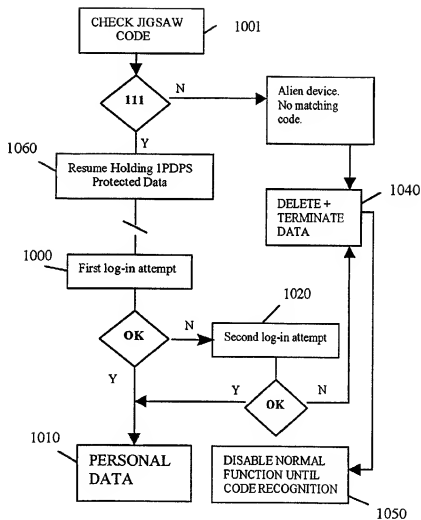 CHECK JIGSAW
CODE
1001
111
N
Alien device.
No matching
code.
Y
1060
Resume Holding 1PDPS
Protected Data
1040
DELETE +
TERMINATE
DATA
1000
First log-in attempt
1020
OK
N
Second log-in attempt
Y
Y
N
OK
1010
PERSONAL
DATA
DISABLE NORMAL
FUNCTION UNTIL
CODE RECOGNITION
1050